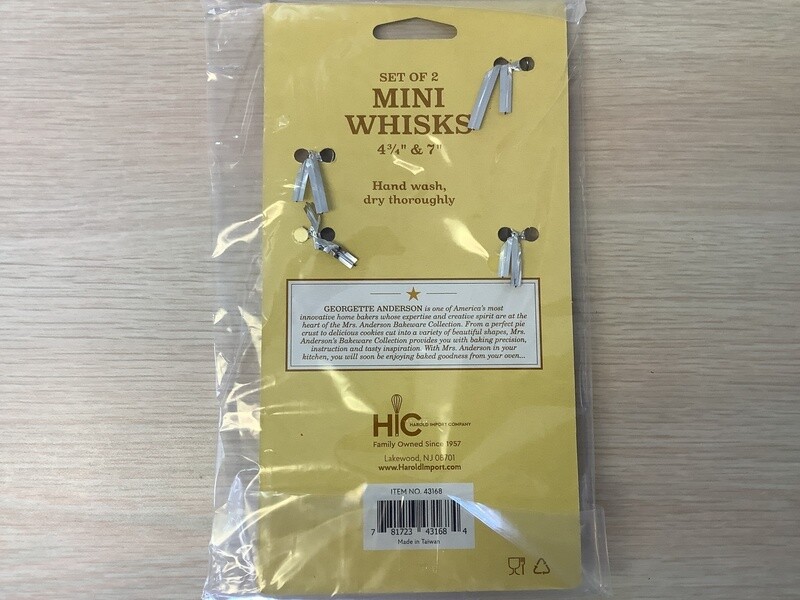 SET OF 2
MINI
WHISKS
4¾" & 7"
Hand wash,
dry thoroughly
GEORGETTE ANDERSON is one of America's most
innovative home bakers whose expertise and creative spirit are at the
heart of the Mrs. Anderson Bakeware Collection. From a perfect pie
crust to delicious cookies cut into a variety of beautiful shapes, Mrs.
Anderson's Bakeware Collection provides you with baking precision,
instruction and tasty inspiration. With Mrs. Anderson in your
kitchen, you will soon be enjoying baked goodness from your oven...
HIC HAROLD IMPORT COMPANY
Family Owned Since 1957
Lakewood, NJ 08701
www.HaroldImport.com
ITEM NO. 43168
7 81723 43168 4
Made in Taiwan